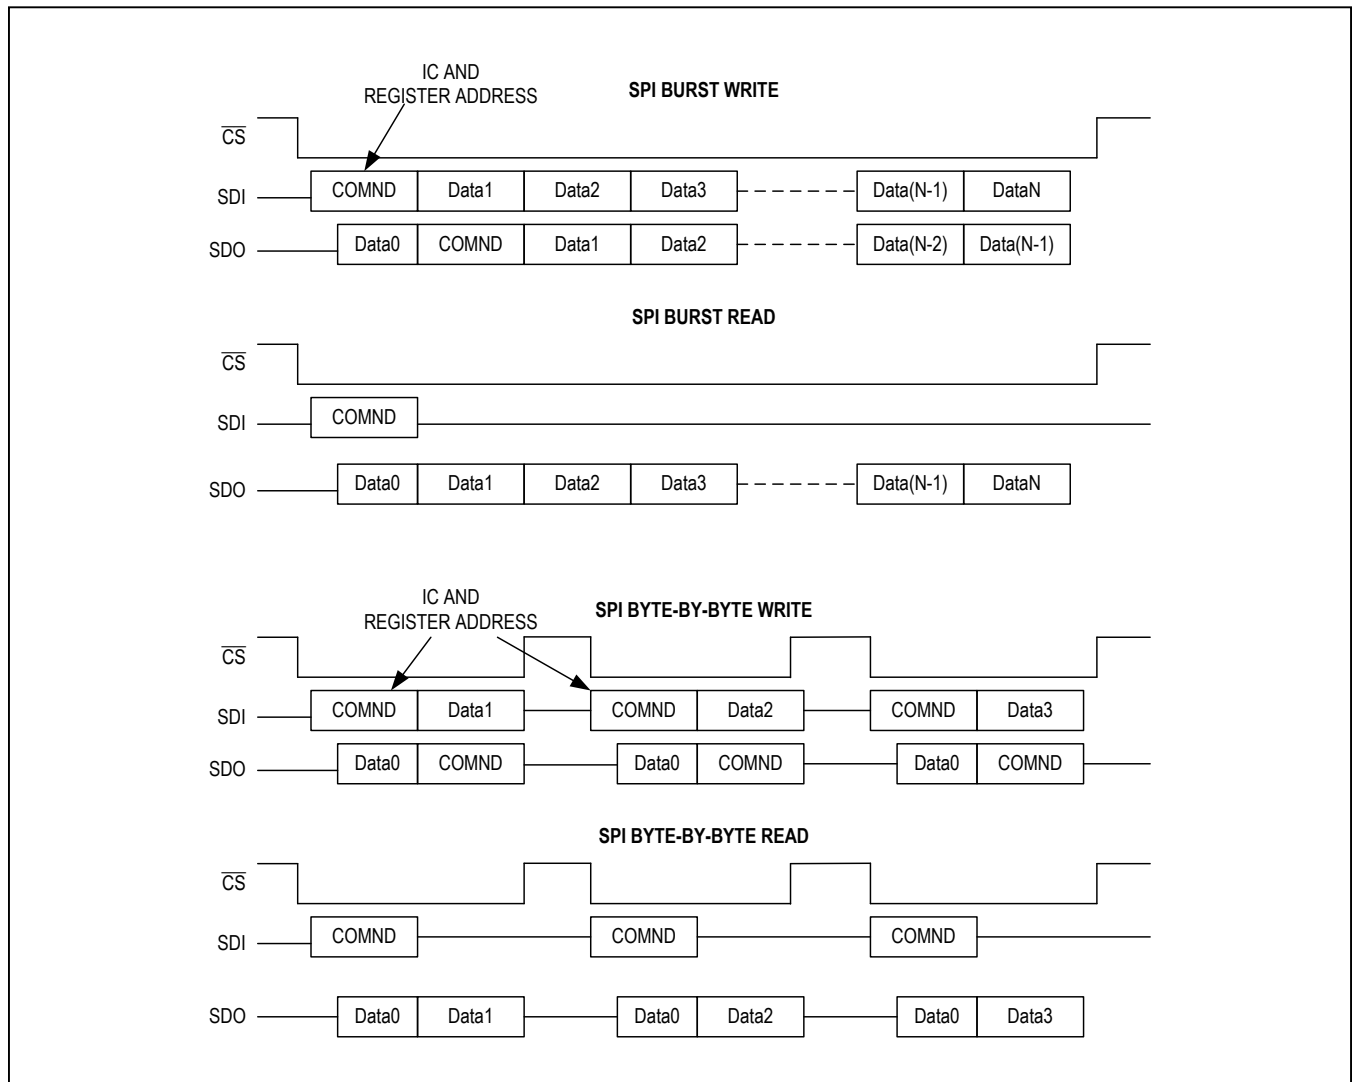 IC AND
REGISTER ADDRESS
SPI BURST WRITE
CS
SDI COMND Data1 Data2 Data3 Data(N-1) DataN
SDO Data0 COMND Data1 Data2 Data(N-2) Data(N-1)
SPI BURST READ
CS
SDI COMND
SDO Data0 Data1 Data2 Data3 Data(N-1) DataN
IC AND
REGISTER ADDRESS
SPI BYTE-BY-BYTE WRITE
CS
SDI COMND Data1 COMND Data2 COMND Data3
SDO Data0 COMND Data0 COMND Data0 COMND
SPI BYTE-BY-BYTE READ
CS
SDI COMND COMND COMND
SDO Data0 Data1 Data0 Data2 Data0 Data3